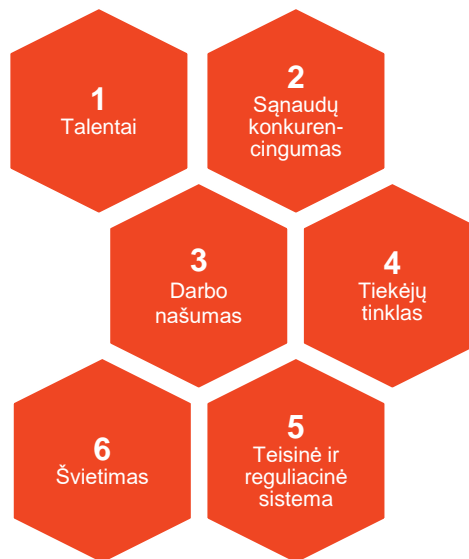 1
Talentai
2
Sąnaudų
konkuren-
cingumas
3
Darbo
našumas
4
Tiekėjų
tinklas
6
Švietimas
5
Teisinė ir
reguliacinė
sistema